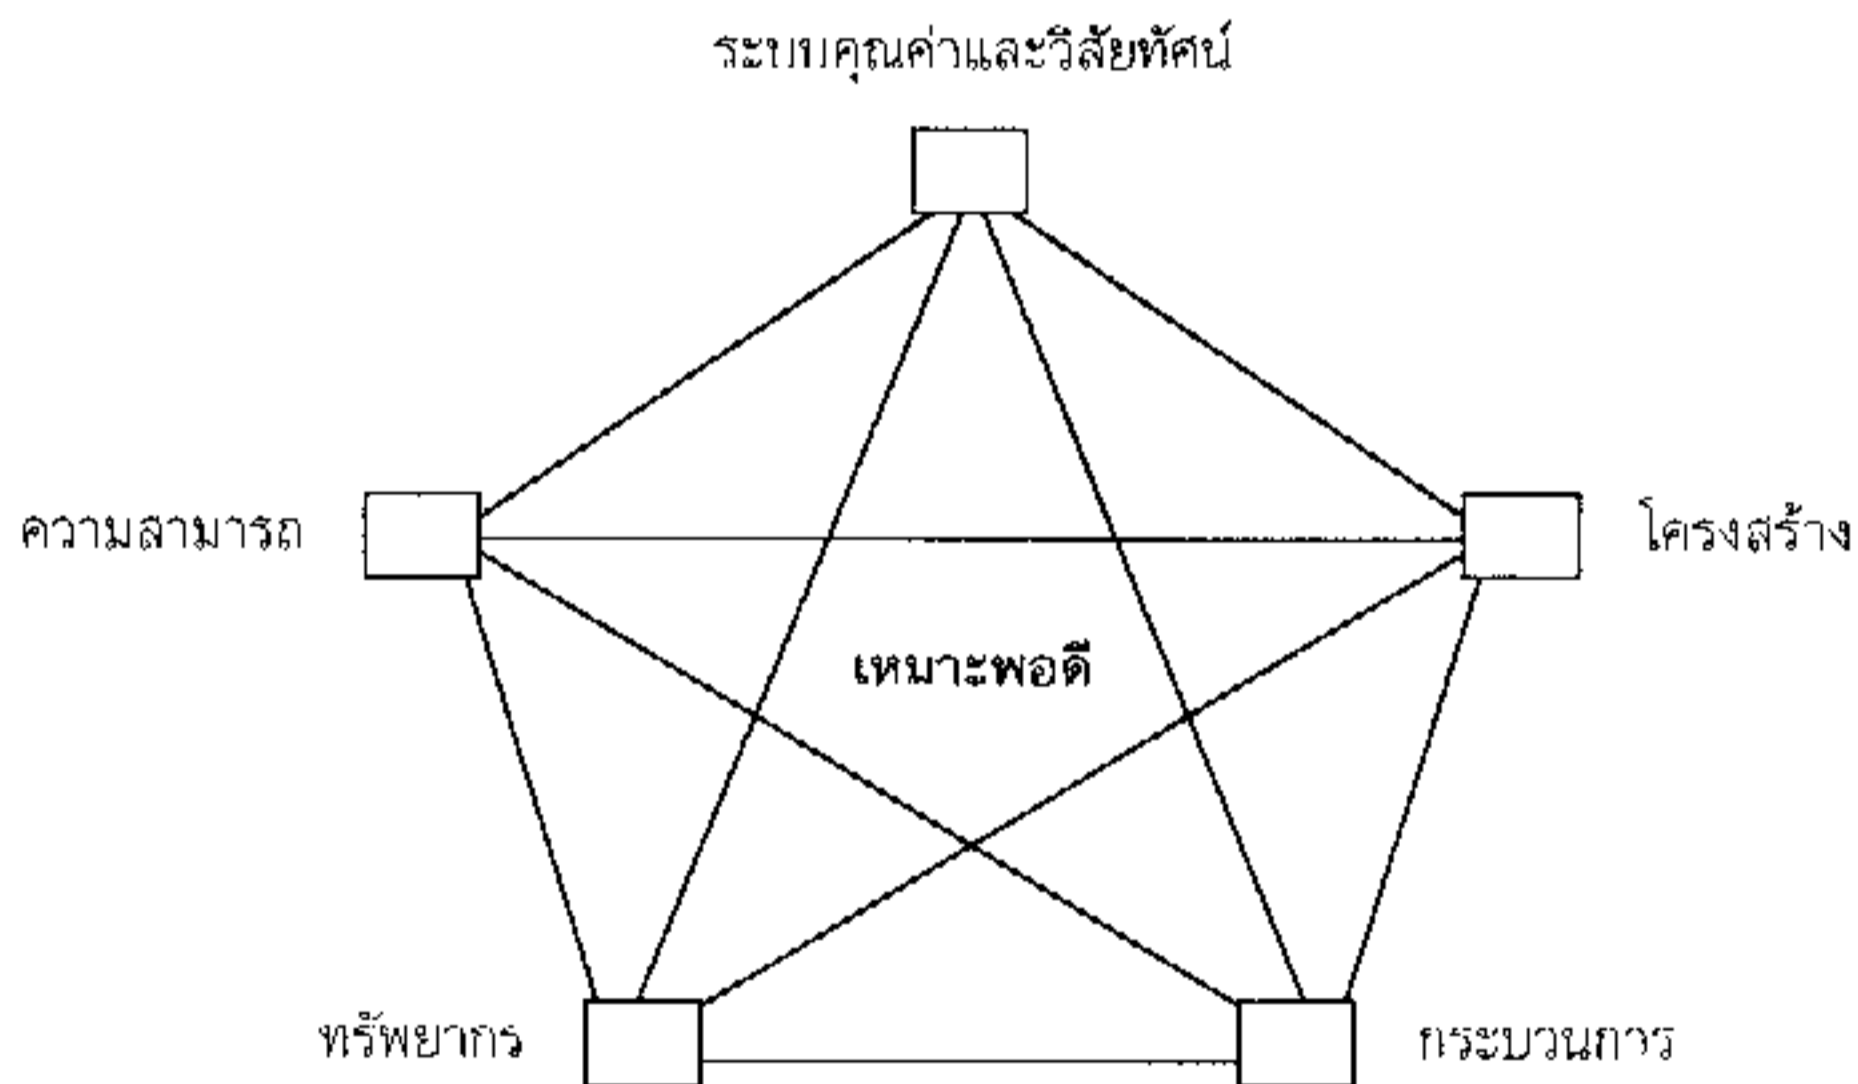 ระบบคุณค่าและวิสัยทัศน์
ความสามารถ
โครงสร้าง
เหมาะพอดี
ทรัพยากร
กระบวนการ